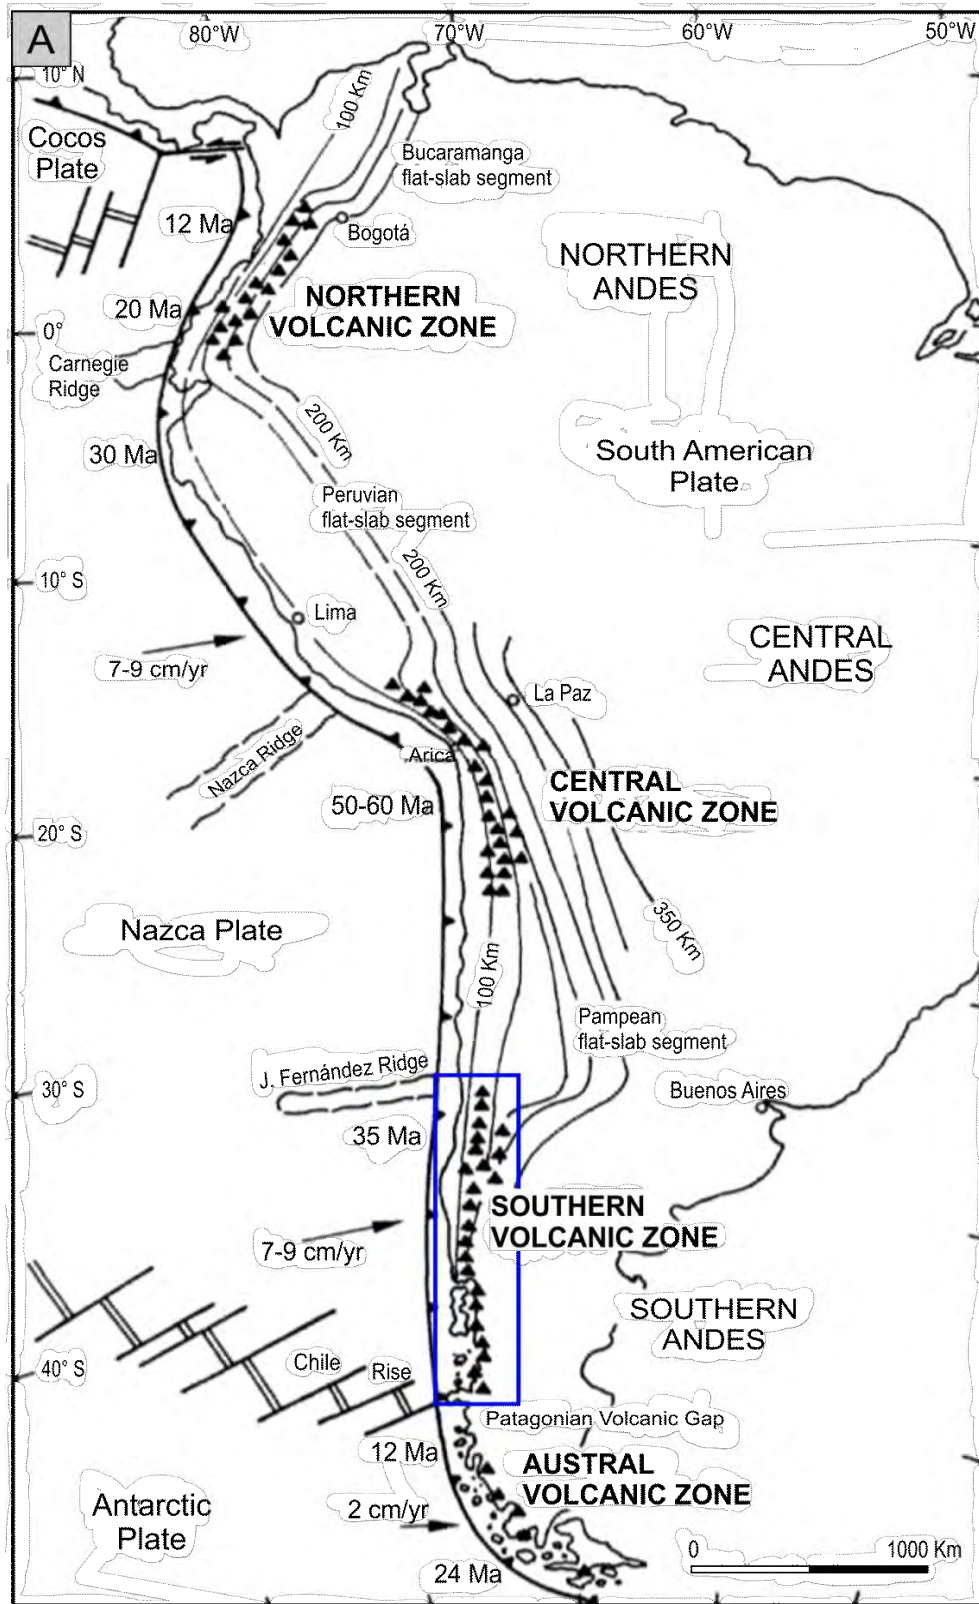 A
80°W
70°W
60°W
50°W
10° N
100 Km
Cocos
Plate
Bucaramanga
flat-slab segment
12 Ma
Bogotá
NORTHERN
ANDES
NORTHERN
VOLCANIC ZONE
20 Ma
0°
Carnegie
Ridge
200 Km
30 Ma
South American
Plate
Peruvian
flat-slab segment
200 Km
10° S
Lima
7-9 cm/yr
CENTRAL
ANDES
La Paz
Nazca Ridge
Arica
50-60 Ma
CENTRAL
VOLCANIC ZONE
20° S
Nazca Plate
350 Km
100 Km
Pampean
flat-slab segment
J. Fernández Ridge
30° S
Buenos Aires
35 Ma
SOUTHERN
VOLCANIC ZONE
7-9 cm/yr
SOUTHERN
ANDES
Chile
Rise
40° S
Patagonian Volcanic Gap
12 Ma
AUSTRAL
VOLCANIC ZONE
2 cm/yr
Antarctic
Plate
0
1000 Km
24 Ma